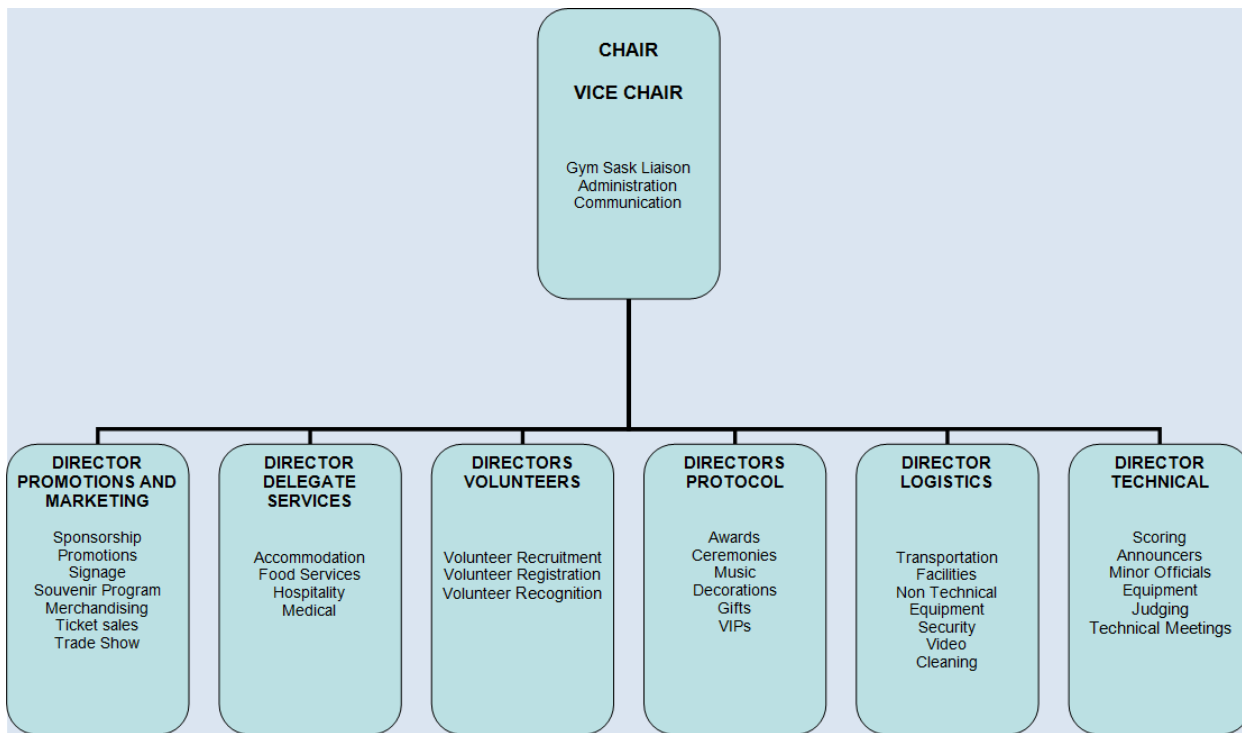 CHAIR
VICE CHAIR
Gym Sask Liaison
Administration
Communication
DIRECTOR
PROMOTIONS AND
MARKETING
Sponsorship
Promotions
Signage
Souvenir Program
Merchandising
Ticket sales
Trade Show
DIRECTOR
DELEGATE
SERVICES
Accommodation
Food Services
Hospitality
Medical
DIRECTORS
VOLUNTEERS
Volunteer Recruitment
Volunteer Registration
Volunteer Recognition
DIRECTORS
PROTOCOL
Awards
Ceremonies
Music
Decorations
Gifts
VIPs
DIRECTOR
LOGISTICS
Transportation
Facilities
Non Technical
Equipment
Security
Video
Cleaning
DIRECTOR
TECHNICAL
Scoring
Announcers
Minor Officials
Equipment
Judging
Technical Meetings